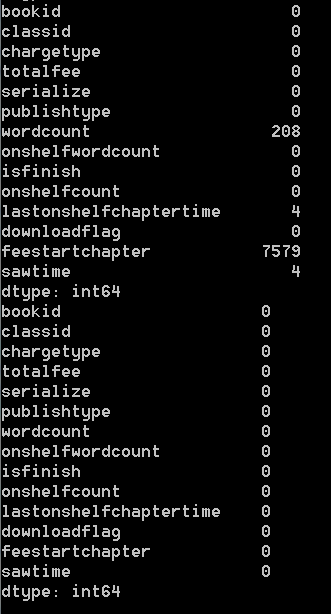 bookid 0
classid 0
chargetype 0
totalfee 0
serialize 0
publishtype 0
wordcount 208
onshelfwordcount 0
isfinish 0
onshelfcount 0
lastonshelfchaptertime 4
downloadflag 0
feestartchapter 7579
sawtime 4
dtype: int64
bookid 0
classid 0
chargetype 0
totalfee 0
serialize 0
publishtype 0
wordcount 0
onshelfwordcount 0
isfinish 0
onshelfcount 0
lastonshelfchaptertime 0
downloadflag 0
feestartchapter 0
sawtime 0
dtype: int64